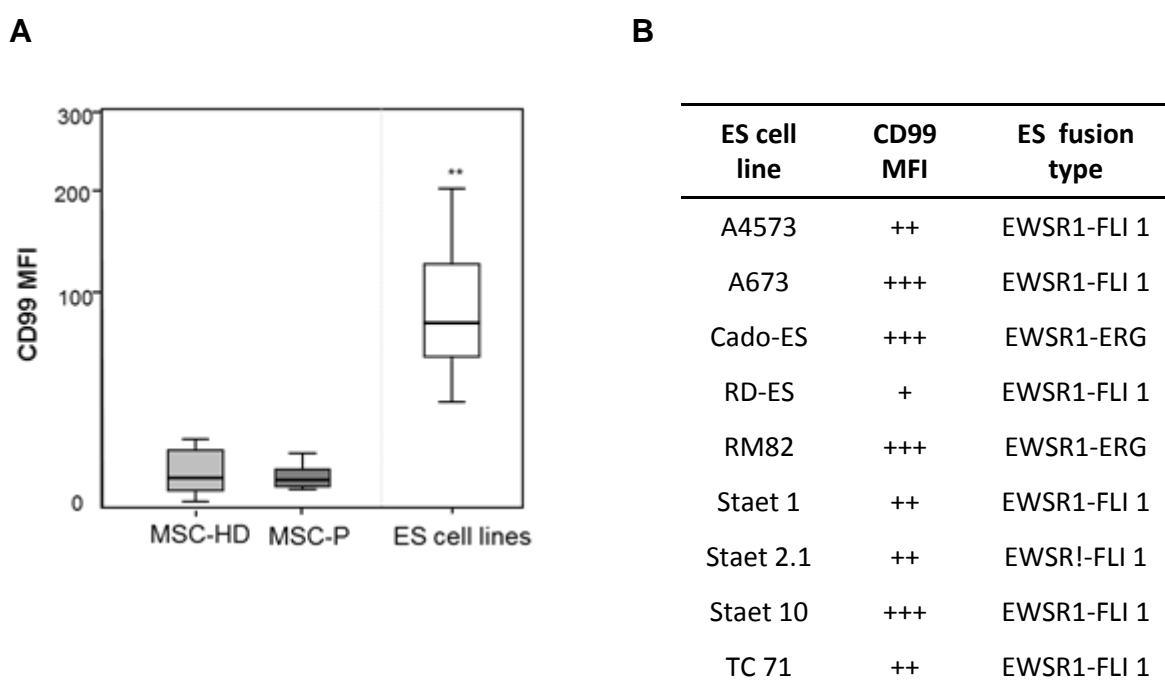 A
B
300
200
100
0
CD99 MFI
**
MSC-HD MSC-P ES cell lines
ES cell line CD99 MFI ES fusion type
A4573 ++ EWSR1-FLI 1
A673 +++ EWSR1-FLI 1
Cado-ES +++ EWSR1-ERG
RD-ES + EWSR1-FLI 1
RM82 +++ EWSR1-ERG
Staet 1 ++ EWSR1-FLI 1
Staet 2.1 ++ EWSR!-FLI 1
Staet 10 +++ EWSR1-FLI 1
TC 71 ++ EWSR1-FLI 1